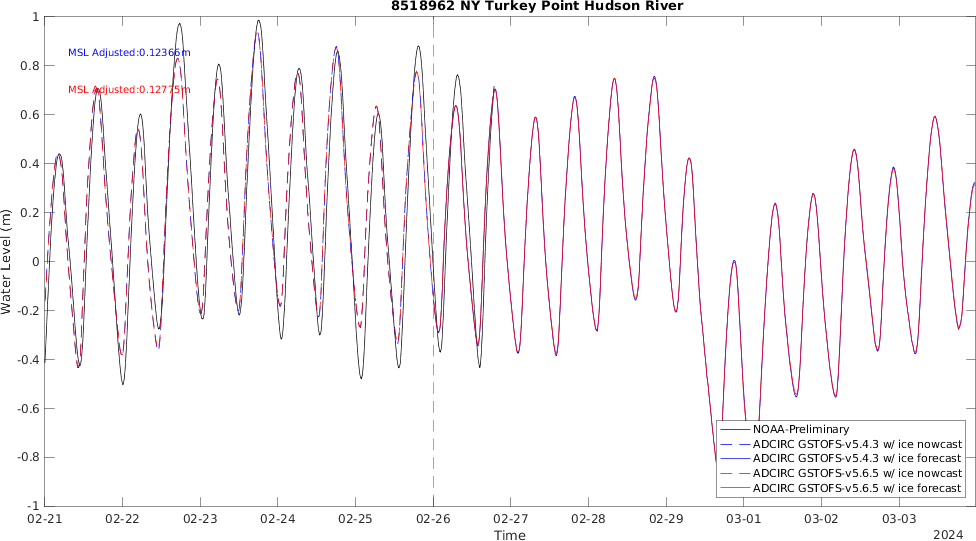 8518962 NY Turkey Point Hudson River
1
0.8
0.6
0.4
0.2
0
-0.2
-0.4
-0.6
-0.8
-1
Water Level (m)
MSL Adjusted:0.12366m
MSL Adjusted:0.12775m
NOAA-Preliminary
ADCIRC GSTOFS-v5.4.3 w/ ice nowcast
ADCIRC GSTOFS-v5.4.3 w/ ice forecast
ADCIRC GSTOFS-v5.6.5 w/ ice nowcast
ADCIRC GSTOFS-v5.6.5 w/ ice forecast
02-21 02-22 02-23 02-24 02-25 02-26 02-27 02-28 02-29 03-01 03-02 03-03
Time
2024